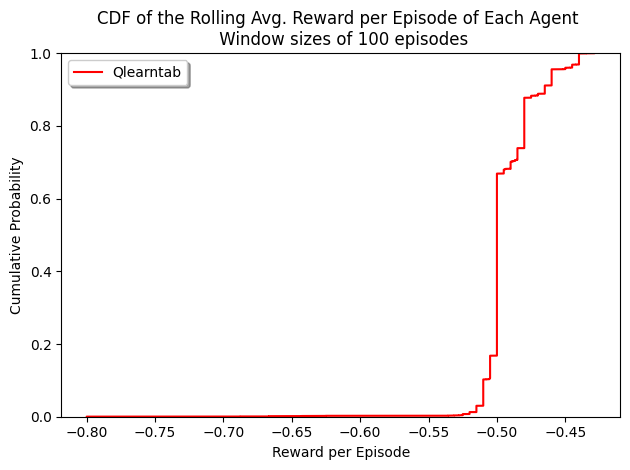 CDF of the Rolling Avg. Reward per Episode of Each Agent
Window sizes of 100 episodes
Qlearntab
1.0
0.8
0.6
0.4
0.2
0.0
Cumulative Probability
−0.80 −0.75 −0.70 −0.65 −0.60 −0.55 −0.50 −0.45
Reward per Episode